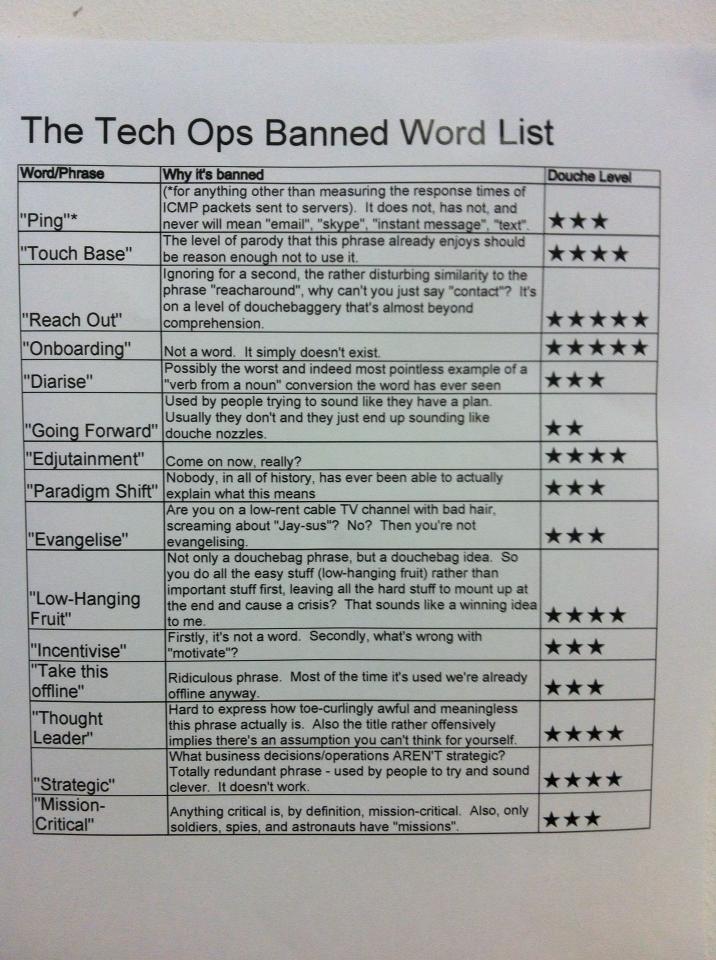 The Tech Ops Banned Word List
Word/Phrase Why it's banned Douche Level
(*for anything other than measuring the response times of
ICMP packets sent to servers). It does not, has not, and
"Ping"* never will mean "email", "skype", "instant message", "text". ★★★
The level of parody that this phrase already enjoys should
"Touch Base" be reason enough not to use it. ★★★★
Ignoring for a second, the rather disturbing similarity to the
phrase "reacharound", why can't you just say "contact"? It's
on a level of douchebaggery that's almost beyond
"Reach Out" comprehension. ★★★★★
"Onboarding" Not a word. It simply doesn't exist. ★★★★★
Possibly the worst and indeed most pointless example of a
"Diarise" "verb from a noun" conversion the word has ever seen ★★★
Used by people trying to sound like they have a plan.
Usually they don't and they just end up sounding like
"Going Forward" douche nozzles. ★★
"Edjutainment" Come on now, really? ★★★★
Nobody, in all of history, has ever been able to actually
"Paradigm Shift" explain what this means ★★★
Are you on a low-rent cable TV channel with bad hair,
screaming about "Jay-sus"? No? Then you're not
"Evangelise" evangelising. ★★★
Not only a douchebag phrase, but a douchebag idea. So
you do all the easy stuff (low-hanging fruit) rather than
important stuff first, leaving all the hard stuff to mount up at
"Low-Hanging the end and cause a crisis? That sounds like a winning idea
Fruit" to me. ★★★★
Firstly, it's not a word. Secondly, what's wrong with
"Incentivise" "motivate"? ★★★
"Take this Ridiculous phrase. Most of the time it's used we're already
offline" offline anyway. ★★★
Hard to express how toe-curlingly awful and meaningless
"Thought this phrase actually is. Also the title rather offensively
Leader" implies there's an assumption you can't think for yourself. ★★★★
What business decisions/operations AREN'T strategic?
Totally redundant phrase - used by people to try and sound
"Strategic" clever. It doesn't work. ★★★★
"Mission- Anything critical is, by definition, mission-critical. Also, only
Critical" soldiers, spies, and astronauts have "missions". ★★★